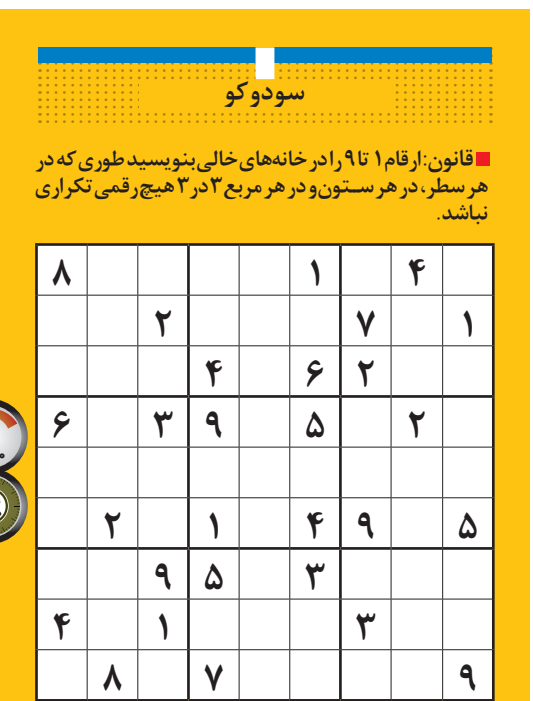 سودوکو
قانون: ارقام ۱ تا ۹ را در خانه‌های خالی بنویسید طوری که در
هر سطر، در هر ستون و در هر مربع ۳ در ۳ هیچ رقمی تکراری
نباشد.
۸ ۱ ۴
۲ ۷ ۱
۴ ۶ ۲
۶ ۳ ۹ ۵ ۲
۲ ۱ ۴ ۹ ۵
۹ ۵ ۳
۴ ۱ ۳
۸ ۷ ۹